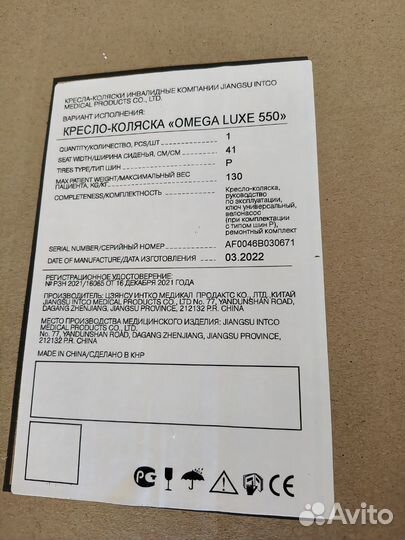 КРЕСЛА-КОЛЯСКИ ИНВАЛИДНЫЕ КОМПАНИИ JIANGSU INTCO
MEDICAL PRODUCTS CO., LTD.
ВАРИАНТ ИСПОЛНЕНИЯ:
КРЕСЛО-КОЛЯСКА «OMEGA LUXE 550»
QUANTITY/КОЛИЧЕСТВО, PCS/ШТ 1
SEAT WIDTH/ШИРИНА СИДЕНЬЯ, СМ/СМ 41
TIRES TYPE/ТИП ШИН P
MAX PATIENT WEIGHT/МАКСИМАЛЬНЫЙ ВЕС
ПАЦИЕНТА, KG/КГ 130
COMPLETENESS/КОМПЛЕКТНОСТЬ Кресло-коляска,
руководство
по эксплуатации,
ключ универсальный,
велонасос
(при комплектации
с типом шин P),
ремонтный комплект
SERIAL NUMBER/СЕРИЙНЫЙ НОМЕР AF0046B030671
DATE OF MANUFACTURE/ДАТА ИЗГОТОВЛЕНИЯ 03.2022
РЕГИСТРАЦИОННОЕ УДОСТОВЕРЕНИЕ:
№ РЗН 2021/16065 ОТ 16 ДЕКАБРЯ 2021 ГОДА
ПРОИЗВОДИТЕЛЬ: ЦЗЯНСУ ИНТКО МЕДИКАЛ ПРОДАКТС КО., ЛТД, КИТАЙ
JIANGSU INTCO MEDICAL PRODUCTS CO., LTD No. 77, YANDUNSHAN ROAD,
DAGANG ZHENJIANG, JIANGSU PROVINCE, 212132 P.R. CHINA
МЕСТО ПРОИЗВОДСТВА МЕДИЦИНСКОГО ИЗДЕЛИЯ: JIANGSU INTCO
MEDICAL PRODUCTS CO., LTD.
No. 77, YANDUNSHAN ROAD, DAGANG ZHENJIANG, JIANGSU PROVINCE,
212132 P.R. CHINA
MADE IN CHINA/СДЕЛАНО В КНР
CE
Avito